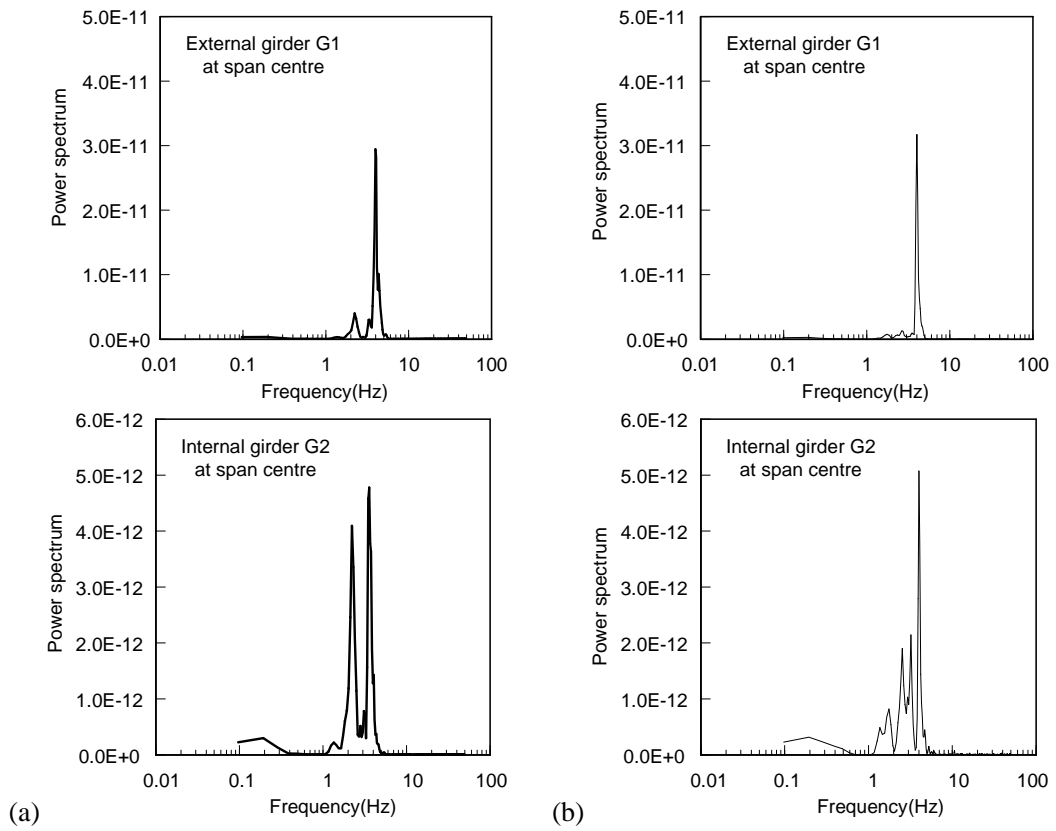 5.0E-11
4.0E-11
3.0E-11
2.0E-11
1.0E-11
0.0E+0
Power spectrum
External girder G1
at span centre
0.01 0.1 1 10 100
Frequency(Hz)
5.0E-11
4.0E-11
3.0E-11
2.0E-11
1.0E-11
0.0E+0
Power spectrum
External girder G1
at span centre
0.01 0.1 1 10 100
Frequency(Hz)
6.0E-12
5.0E-12
4.0E-12
3.0E-12
2.0E-12
1.0E-12
0.0E+0
Power spectrum
Internal girder G2
at span centre
0.01 0.1 1 10 100
Frequency(Hz)
(a)
6.0E-12
5.0E-12
4.0E-12
3.0E-12
2.0E-12
1.0E-12
0.0E+0
Power spectrum
Internal girder G2
at span centre
0.01 0.1 1 10 100
Frequency(Hz)
(b)